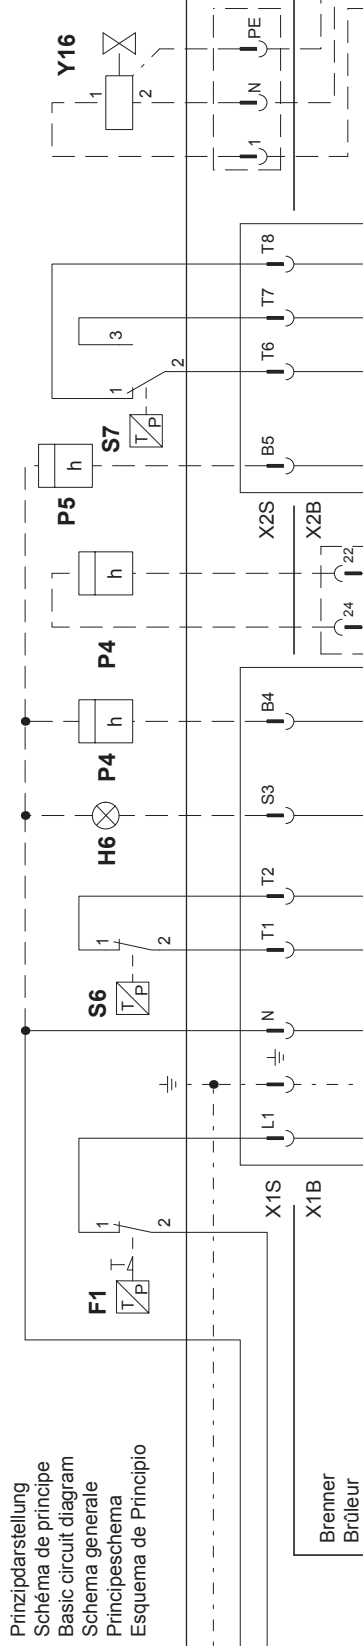 Prinzipdarstellung
Schéma de principe
Basic circuit diagram
Schema generale
Principeschema
Esquema de Principio
F1
T
P
1
2
S6
T
P
1
2
H6
P4
h
P4
h
P5
h
S7
T
P
1
2
3
Y16
1
2
X1S
X1B
L1
N
T1
T2
S3
B4
24
22
X2S
X2B
B5
T6
T7
T8
1
N
PE
Brenner
Brûleur